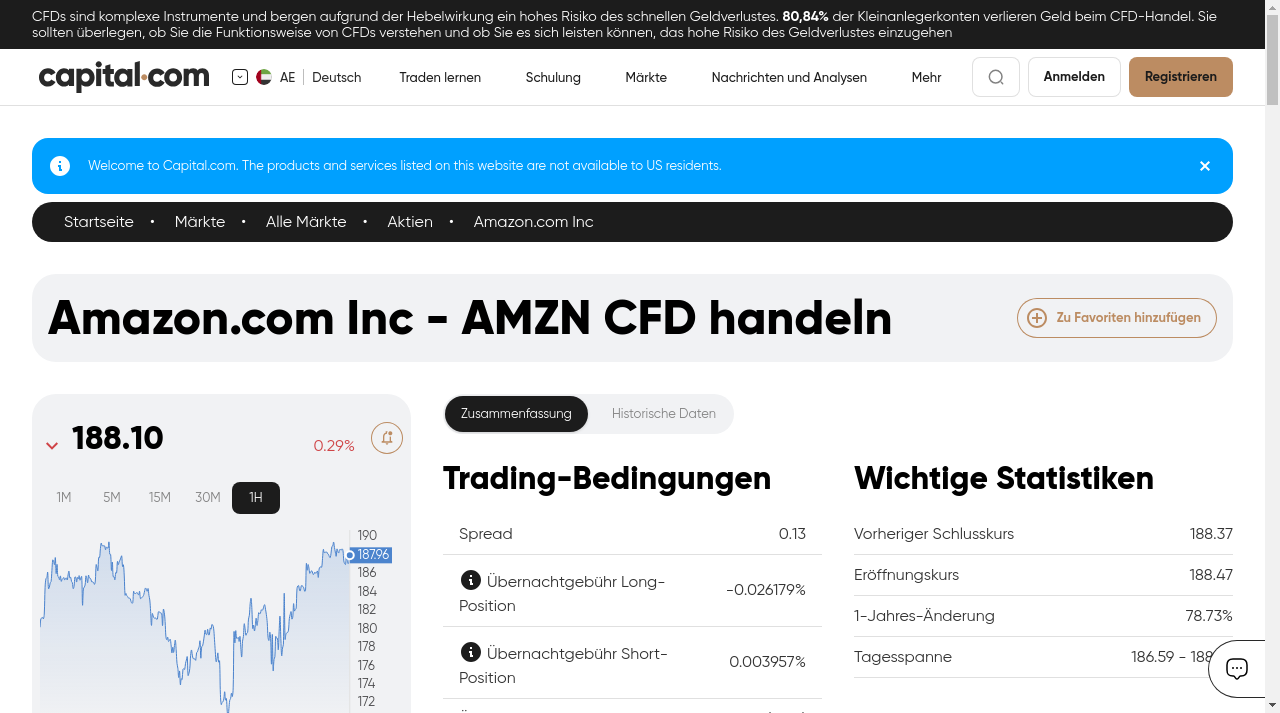 CFDs sind komplexe Instrumente und bergen aufgrund der Hebelwirkung ein hohes Risiko des schnellen Geldverlustes. 80,84% der Kleinanlegerkonten verlieren Geld beim CFD-Handel. Sie
sollten überlegen, ob Sie die Funktionsweise von CFDs verstehen und ob Sie es sich leisten können, das hohe Risiko des Geldverlustes einzugehen
capital.com
AE
Deutsch
Traden lernen
Schulung
Märkte
Nachrichten und Analysen
Mehr
Anmelden
Registrieren
Welcome to Capital.com. The products and services listed on this website are not available to US residents.
Startseite • Märkte • Alle Märkte • Aktien • Amazon.com Inc
Amazon.com Inc - AMZN CFD handeln
Zu Favoriten hinzufügen
188.10
0.29%
1M 5M 15M 30M 1H
190
187.96
186
184
182
180
178
176
174
172
Zusammenfassung
Historische Daten
Trading-Bedingungen
Spread 0.13
Übernachtgebühr Long-
Position
-0.026179%
Übernachtgebühr Short-
Position
0.003957%
Wichtige Statistiken
Vorheriger Schlusskurs 188.37
Eröffnungskurs 188.47
1-Jahres-Änderung 78.73%
Tagesspanne 186.59 - 188